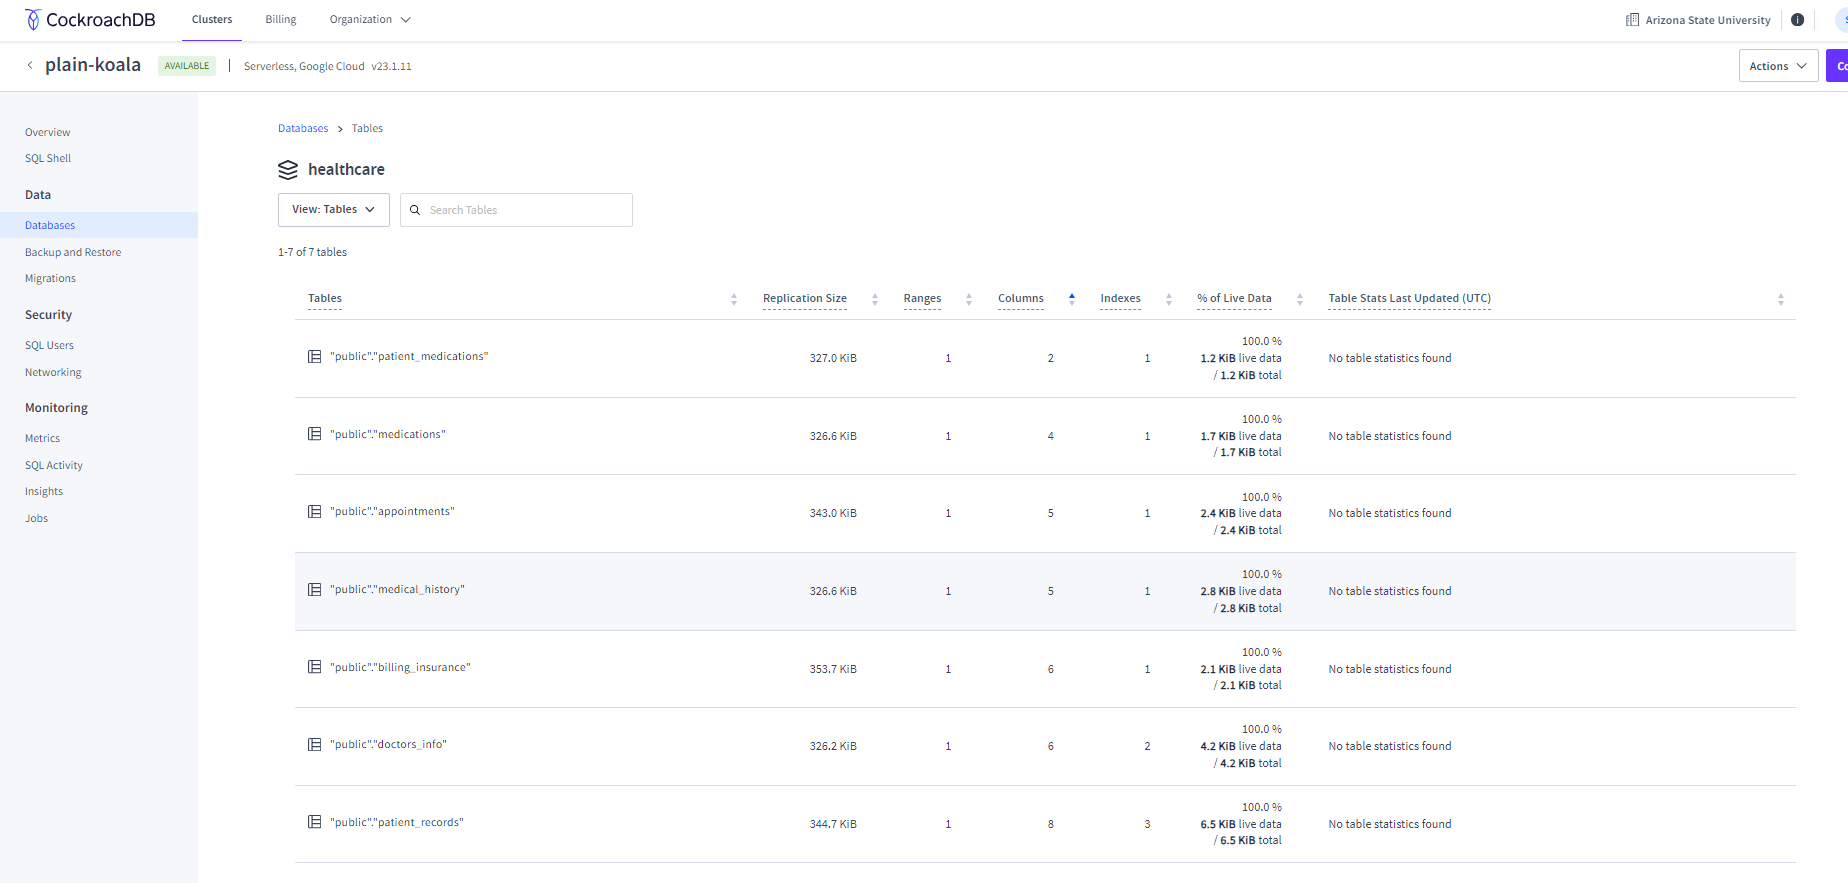 CockroachDB Clusters Billing Organization Arizona State University
plain-koala AVAILABLE Serverless, Google Cloud v23.1.11 Actions
Overview
SQL Shell
Data
Databases
Backup and Restore
Migrations
Security
SQL Users
Networking
Monitoring
Metrics
SQL Activity
Insights
Jobs
Databases > Tables
healthcare
View: Tables Search Tables
1-7 of 7 tables
Tables Replication Size Ranges Columns Indexes % of Live Data Table Stats Last Updated (UTC)
"public"."patient_medications" 327.0 KiB 1 2 1 100.0 % 1.2 KiB live data / 1.2 KiB total No table statistics found
"public"."medications" 326.6 KiB 1 4 1 100.0 % 1.7 KiB live data / 1.7 KiB total No table statistics found
"public"."appointments" 343.0 KiB 1 5 1 100.0 % 2.4 KiB live data / 2.4 KiB total No table statistics found
"public"."medical_history" 326.6 KiB 1 5 1 100.0 % 2.8 KiB live data / 2.8 KiB total No table statistics found
"public"."billing_insurance" 353.7 KiB 1 6 1 100.0 % 2.1 KiB live data / 2.1 KiB total No table statistics found
"public"."doctors_info" 326.2 KiB 1 6 2 100.0 % 4.2 KiB live data / 4.2 KiB total No table statistics found
"public"."patient_records" 344.7 KiB 1 8 3 100.0 % 6.5 KiB live data / 6.5 KiB total No table statistics found